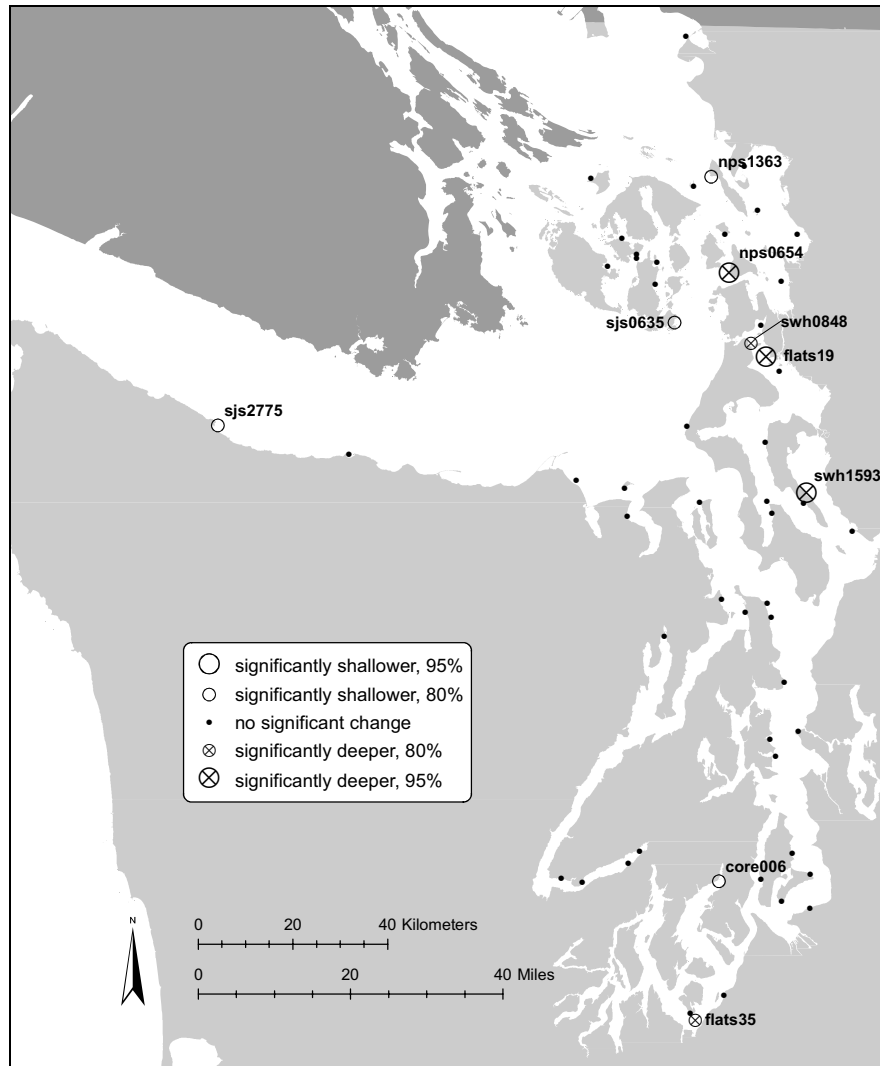 nps1363
nps0654
sjs0635
swh0848
flats19
sjs2775
swh1593
significantly shallower, 95%
significantly shallower, 80%
no significant change
significantly deeper, 80%
significantly deeper, 95%
core006
N
0 20 40 Kilometers
0 20 40 Miles
flats35